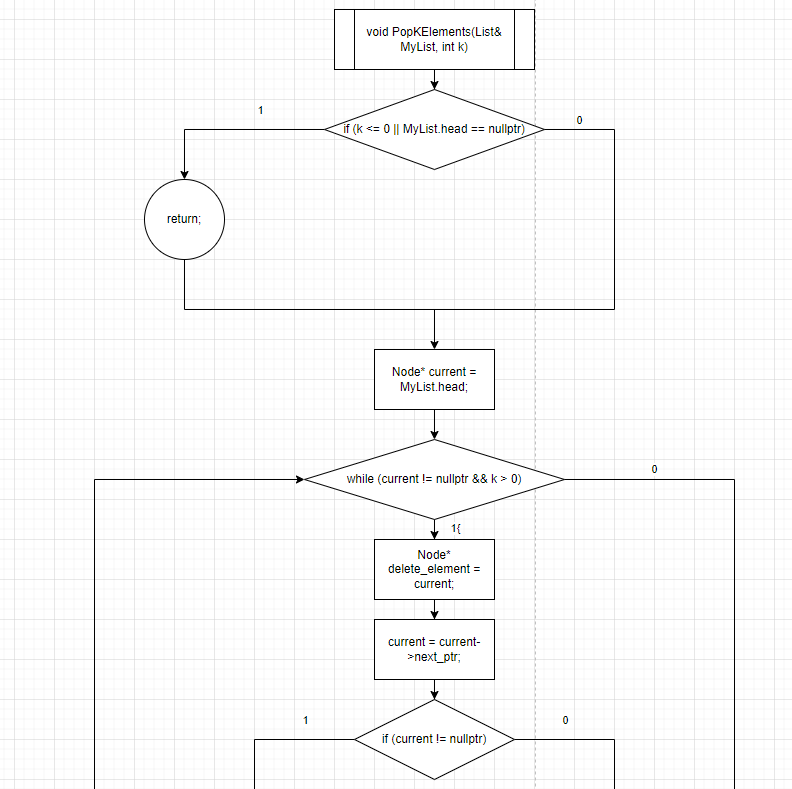 void PopKElements(List&
MyList, int k)
1
if (k <= 0 || MyList.head == nullptr)
0
return;
Node* current =
MyList.head;
while (current != nullptr && k > 0)
0
1{
Node*
delete_element =
current;
current = current-
>next_ptr;
1
if (current != nullptr)
0